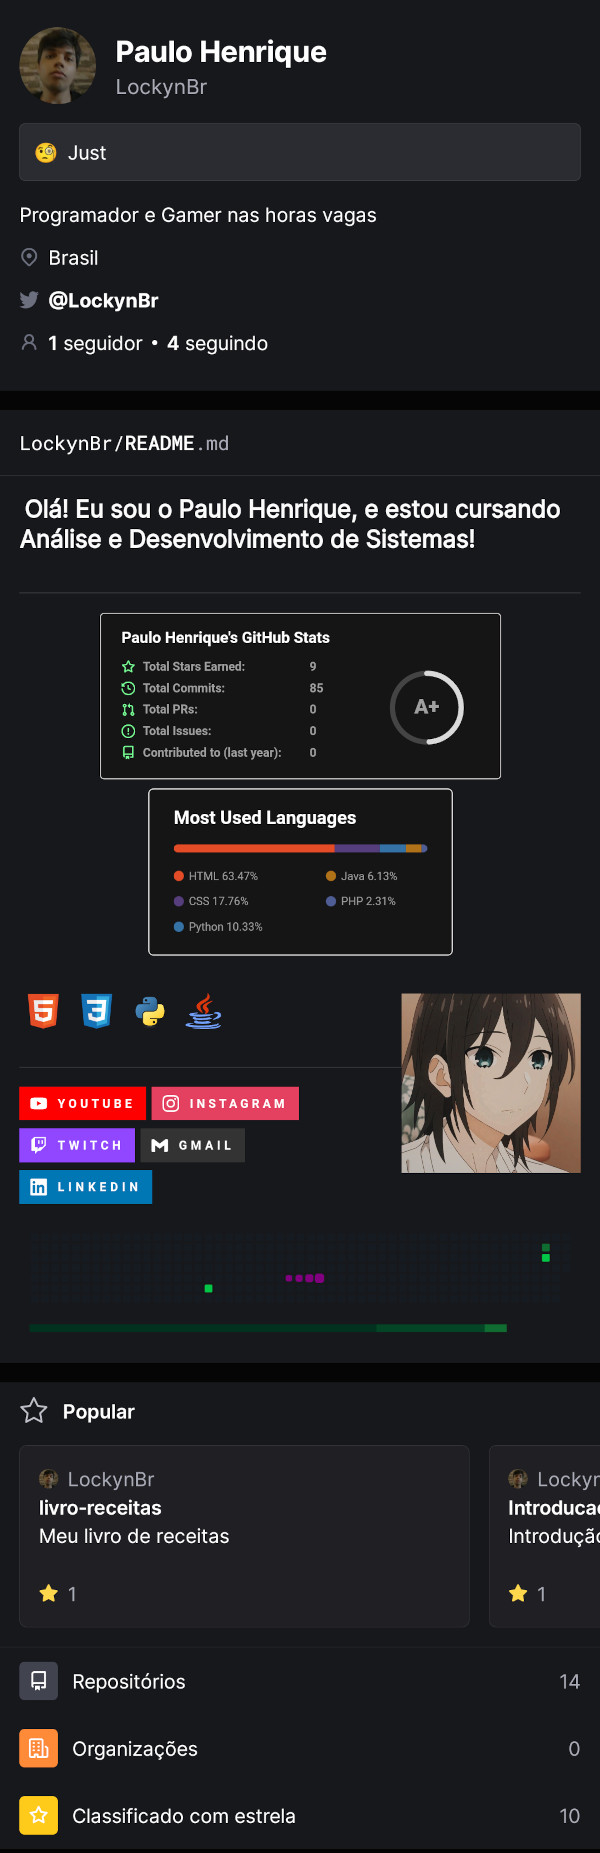 Paulo Henrique
LockynBr
Just
Programador e Gamer nas horas vagas
Brasil
@LockynBr
1 seguidor • 4 seguindo
LockynBr/README.md
Olá! Eu sou o Paulo Henrique, e estou cursando
Análise e Desenvolvimento de Sistemas!
Paulo Henrique's GitHub Stats
Total Stars Earned: 9
Total Commits: 85
Total PRs: 0
Total Issues: 0
Contributed to (last year): 0
A+
Most Used Languages
HTML 63.47%
CSS 17.76%
Python 10.33%
Java 6.13%
PHP 2.31%
YOUTUBE
INSTAGRAM
TWITCH
GMAIL
LINKEDIN
Popular
LockynBr
livro-receitas
Meu livro de receitas
1
Lockyn
Introducao
Introdução
1
Repositórios 14
Organizações 0
Classificado com estrela 10